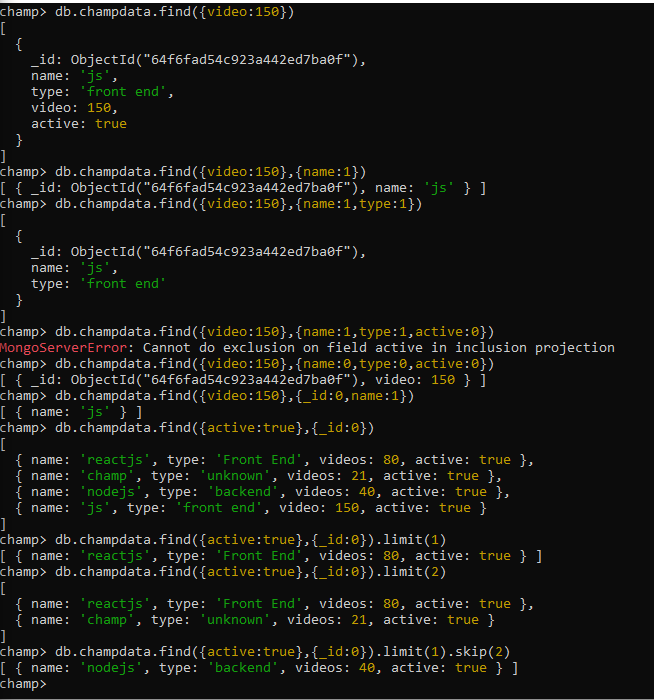 champ> db.champdata.find({video:150})
[
  {
    _id: ObjectId("64f6fad54c923a442ed7ba0f"),
    name: 'js',
    type: 'front end',
    video: 150,
    active: true
  }
]
champ> db.champdata.find({video:150},{name:1})
[ { _id: ObjectId("64f6fad54c923a442ed7ba0f"), name: 'js' } ]
champ> db.champdata.find({video:150},{name:1,type:1})
[
  {
    _id: ObjectId("64f6fad54c923a442ed7ba0f"),
    name: 'js',
    type: 'front end'
  }
]
champ> db.champdata.find({video:150},{name:1,type:1,active:0})
MongoServerError: Cannot do exclusion on field active in inclusion projection
champ> db.champdata.find({video:150},{name:0,type:0,active:0})
[ { _id: ObjectId("64f6fad54c923a442ed7ba0f"), video: 150 } ]
champ> db.champdata.find({video:150},{_id:0,name:1})
[ { name: 'js' } ]
champ> db.champdata.find({active:true},{_id:0})
[
  { name: 'reactjs', type: 'Front End', videos: 80, active: true },
  { name: 'champ', type: 'unknown', videos: 21, active: true },
  { name: 'nodejs', type: 'backend', videos: 40, active: true },
  { name: 'js', type: 'front end', video: 150, active: true }
]
champ> db.champdata.find({active:true},{_id:0}).limit(1)
[ { name: 'reactjs', type: 'Front End', videos: 80, active: true } ]
champ> db.champdata.find({active:true},{_id:0}).limit(2)
[
  { name: 'reactjs', type: 'Front End', videos: 80, active: true },
  { name: 'champ', type: 'unknown', videos: 21, active: true }
]
champ> db.champdata.find({active:true},{_id:0}).limit(1).skip(2)
[ { name: 'nodejs', type: 'backend', videos: 40, active: true } ]
champ>